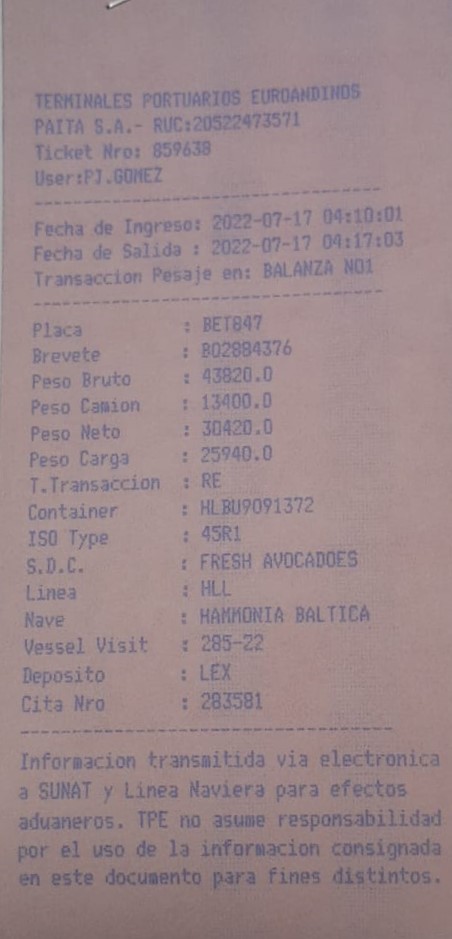 TERMINALES PORTUARIOS EUROANDINOS
PAITA S.A.- RUC:20522473571
Ticket Nro: 859638
User:PJ.GOMEZ
Fecha de Ingreso: 2022-07-17 04:10:01
Fecha de Salida : 2022-07-17 04:17:03
Transaccion Pesaje en: BALANZA NO1
Placa : BET847
Brevete : B02884376
Peso Bruto : 43820.0
Peso Camion : 13400.0
Peso Neto : 30420.0
Peso Carga : 25940.0
T.Transaccion : RE
Container : HLBU9091372
ISO Type : 45R1
S.D.C. : FRESH AVOCADOES
Linea : HLL
Nave : HAMMONIA BALTICA
Vessel Visit : 285-22
Deposito : LEX
Cita Nro : 283581
Informacion transmitida via electronica
a SUNAT y Linea Naviera para efectos
aduaneros. TPE no asume responsabilidad
por el uso de la informacion consignada
en este documento para fines distintos.